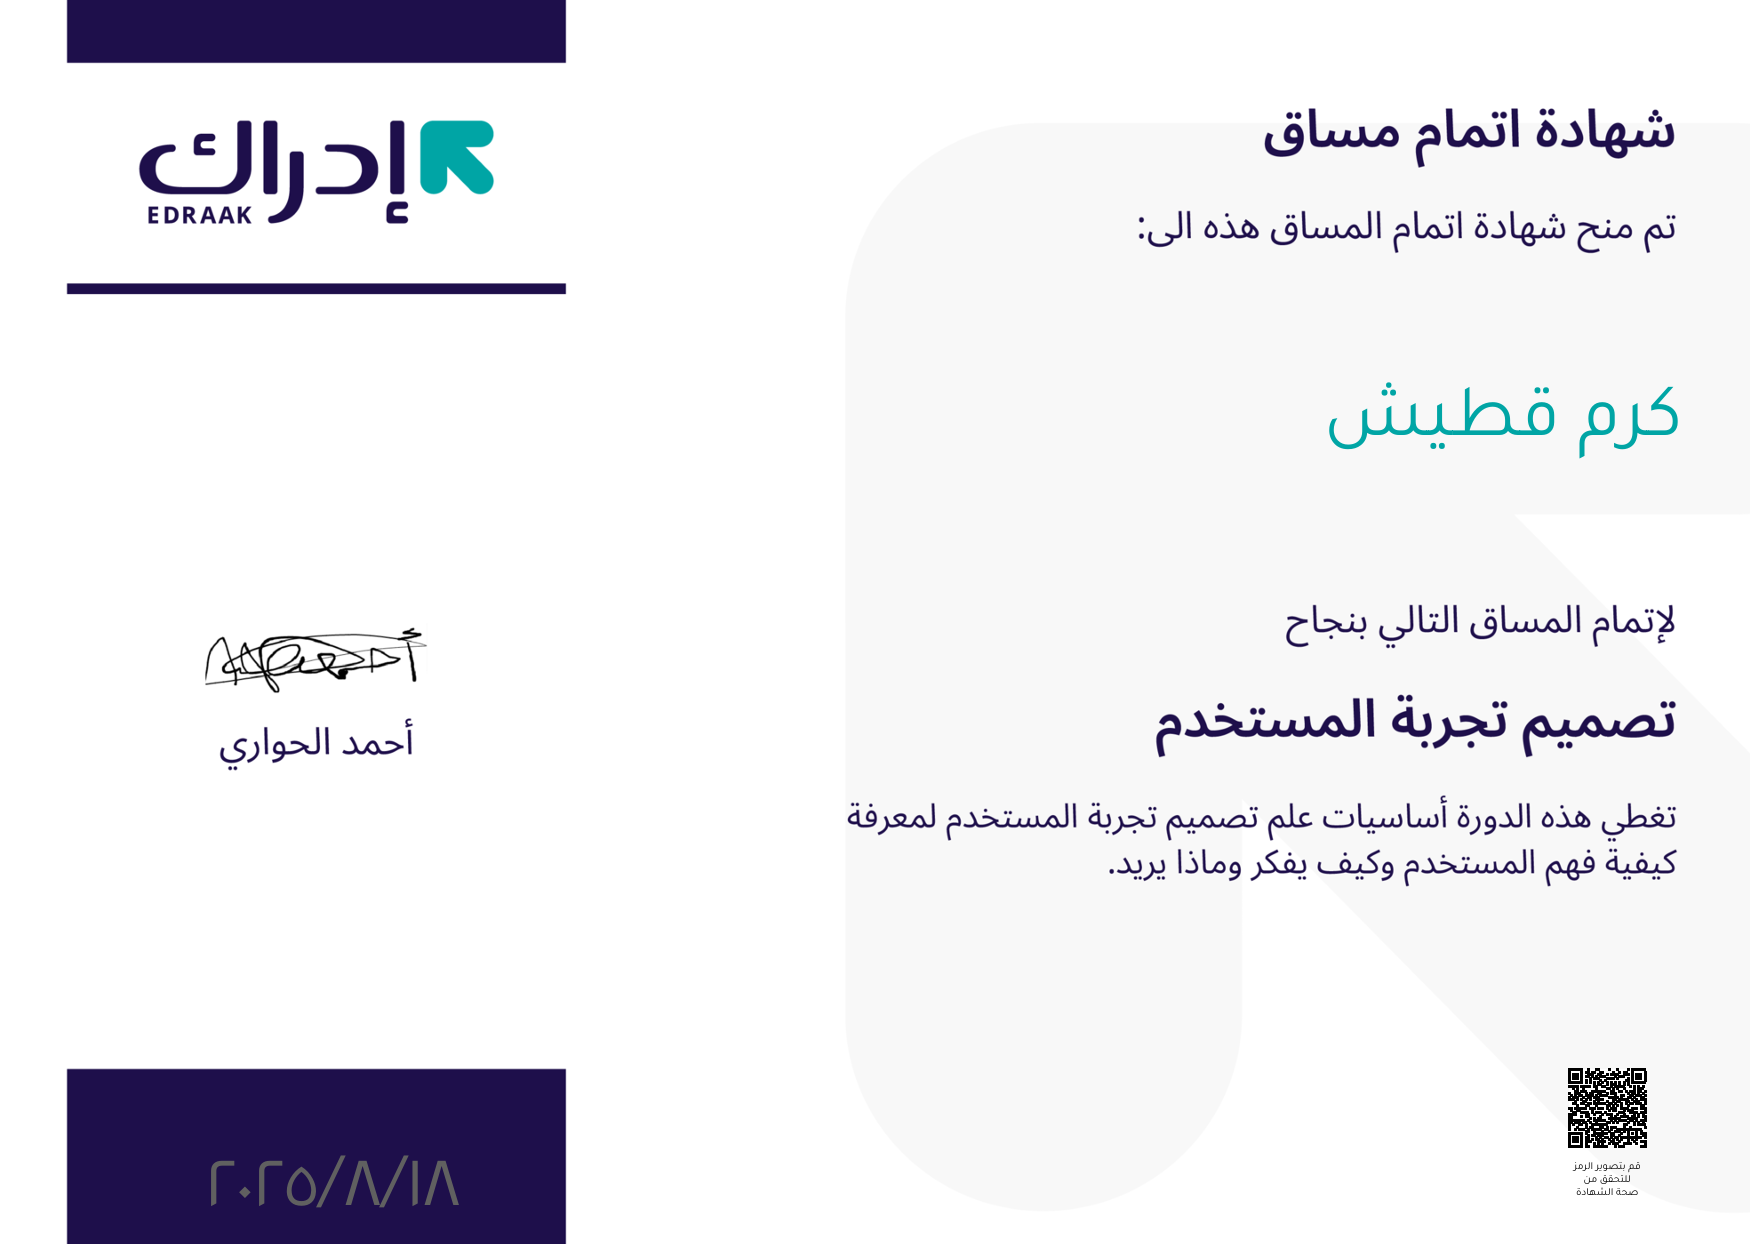 شهادة اتمام مساق
تم منح شهادة اتمام المساق هذه الى:
كرم قطيش
لإتمام المساق التالي بنجاح
تصميم تجربة المستخدم
تغطي هذه الدورة أساسيات علم تصميم تجربة المستخدم لمعرفة
كيفية فهم المستخدم وكيف يفكر وماذا يريد.
قم بتصوير الرمز
للتحقق من
صحة الشهادة
إدراك
EDRAAK
أحمد الحواري
٢٠٢٥/٨/١٨